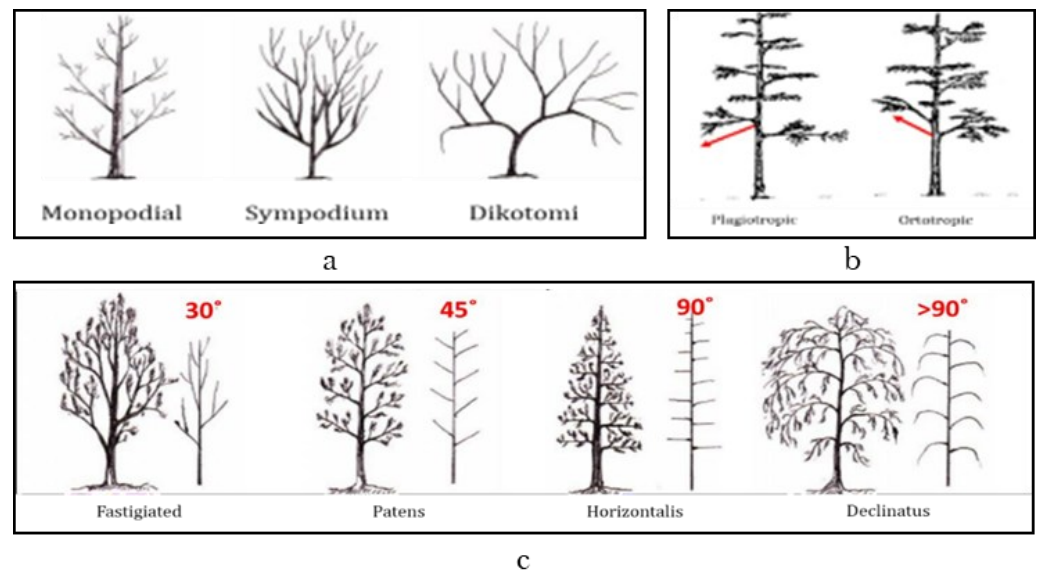 Monopodial Sympodium Dikotomi
a
Plagiotropic Ortotropic
b
30° 45° 90° >90°
Fastigiated Patens Horizontalis Declinatus
c